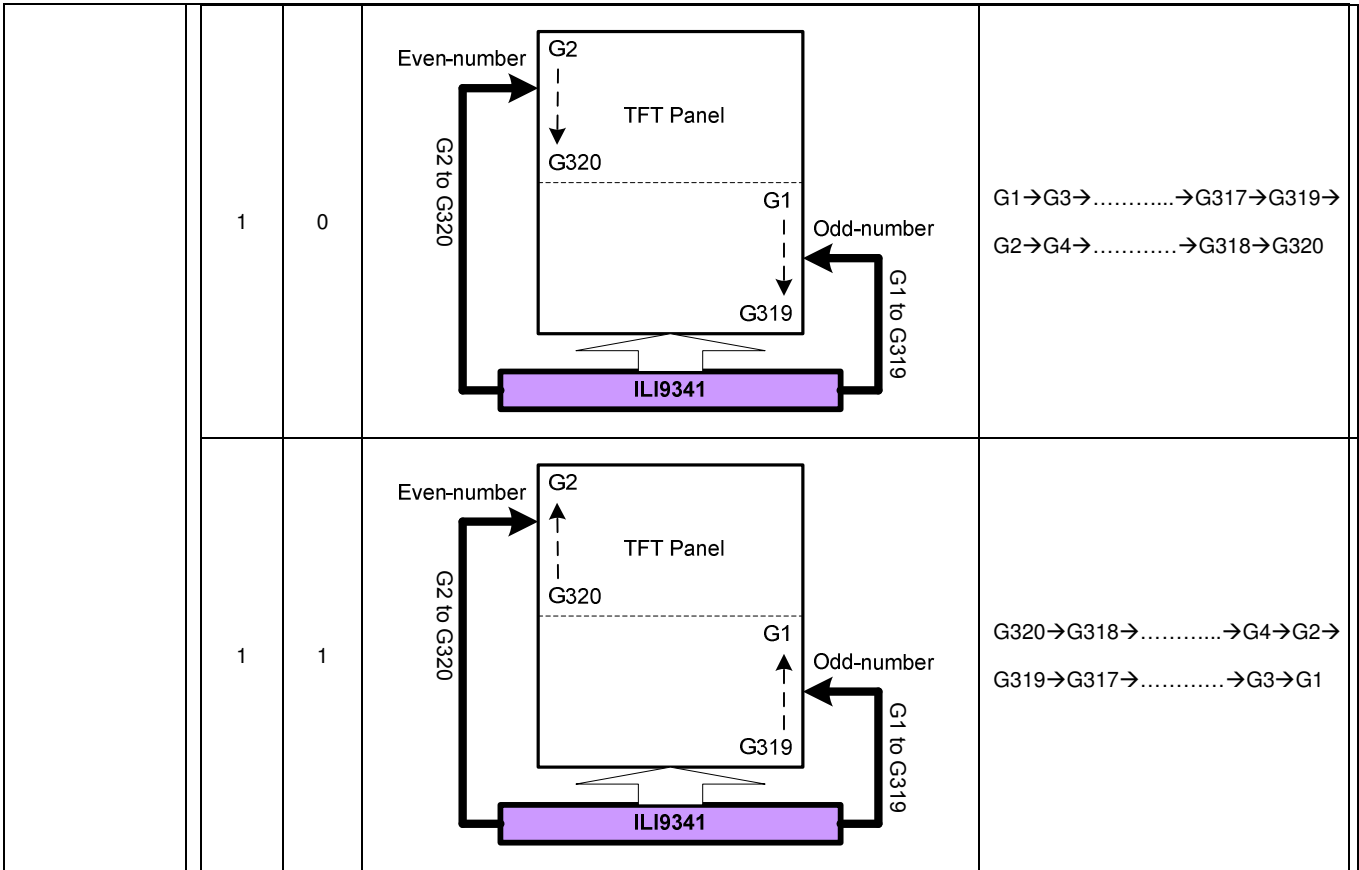 1
0
Even-number
G2
TFT Panel
G320
G2 to G320
G1
Odd-number
G319
G1 to G319
ILI9341
G1→G3→………...→G317→G319→
G2→G4→…………→G318→G320
1
1
Even-number
G2
TFT Panel
G320
G2 to G320
G1
Odd-number
G319
G1 to G319
ILI9341
G320→G318→………...→G4→G2→
G319→G317→…………→G3→G1